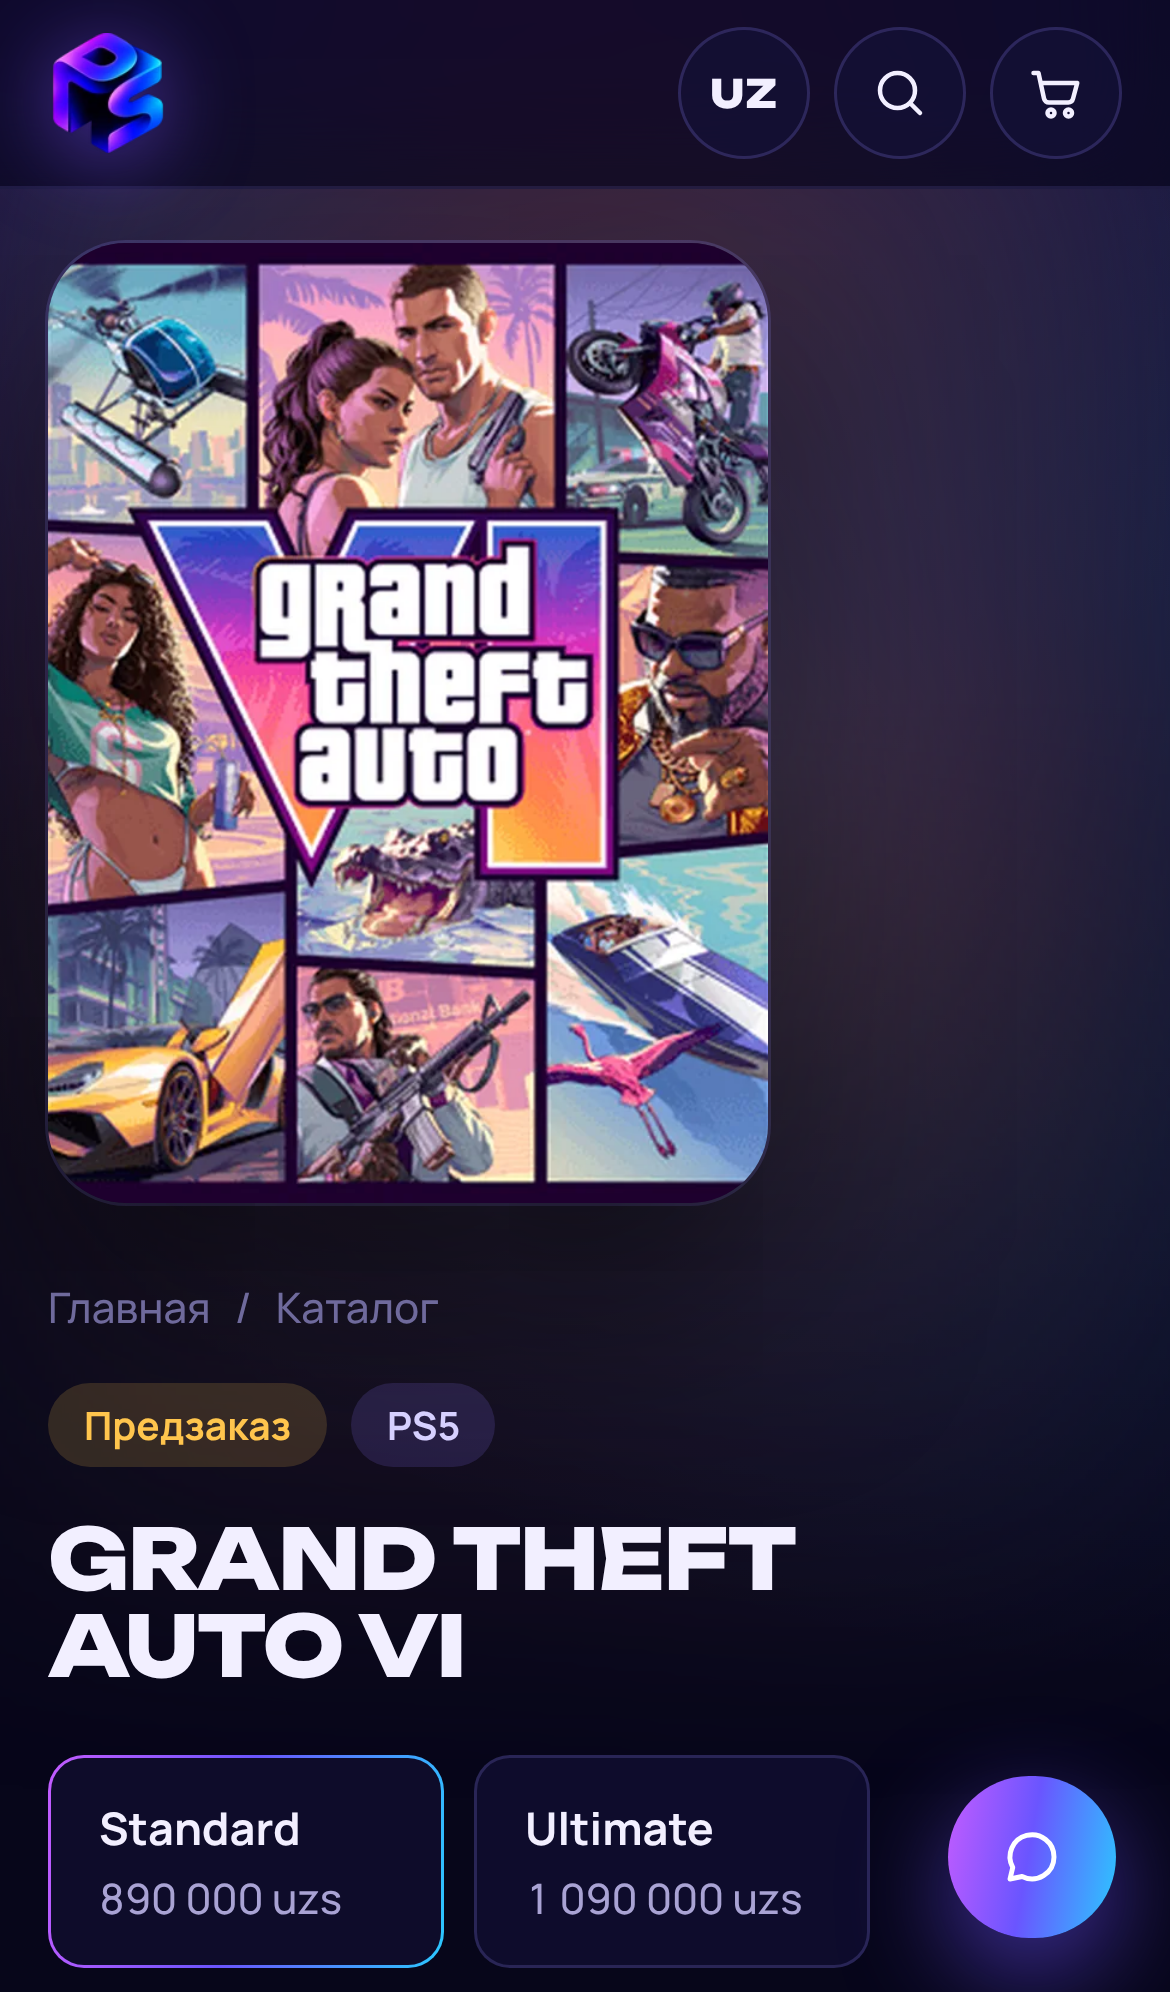 UZ
grand
theft
auto
VI
Главная / Каталог
Предзаказ PS5
GRAND THEFT
AUTO VI
Standard Ultimate
890 000 uzs 1 090 000 uzs